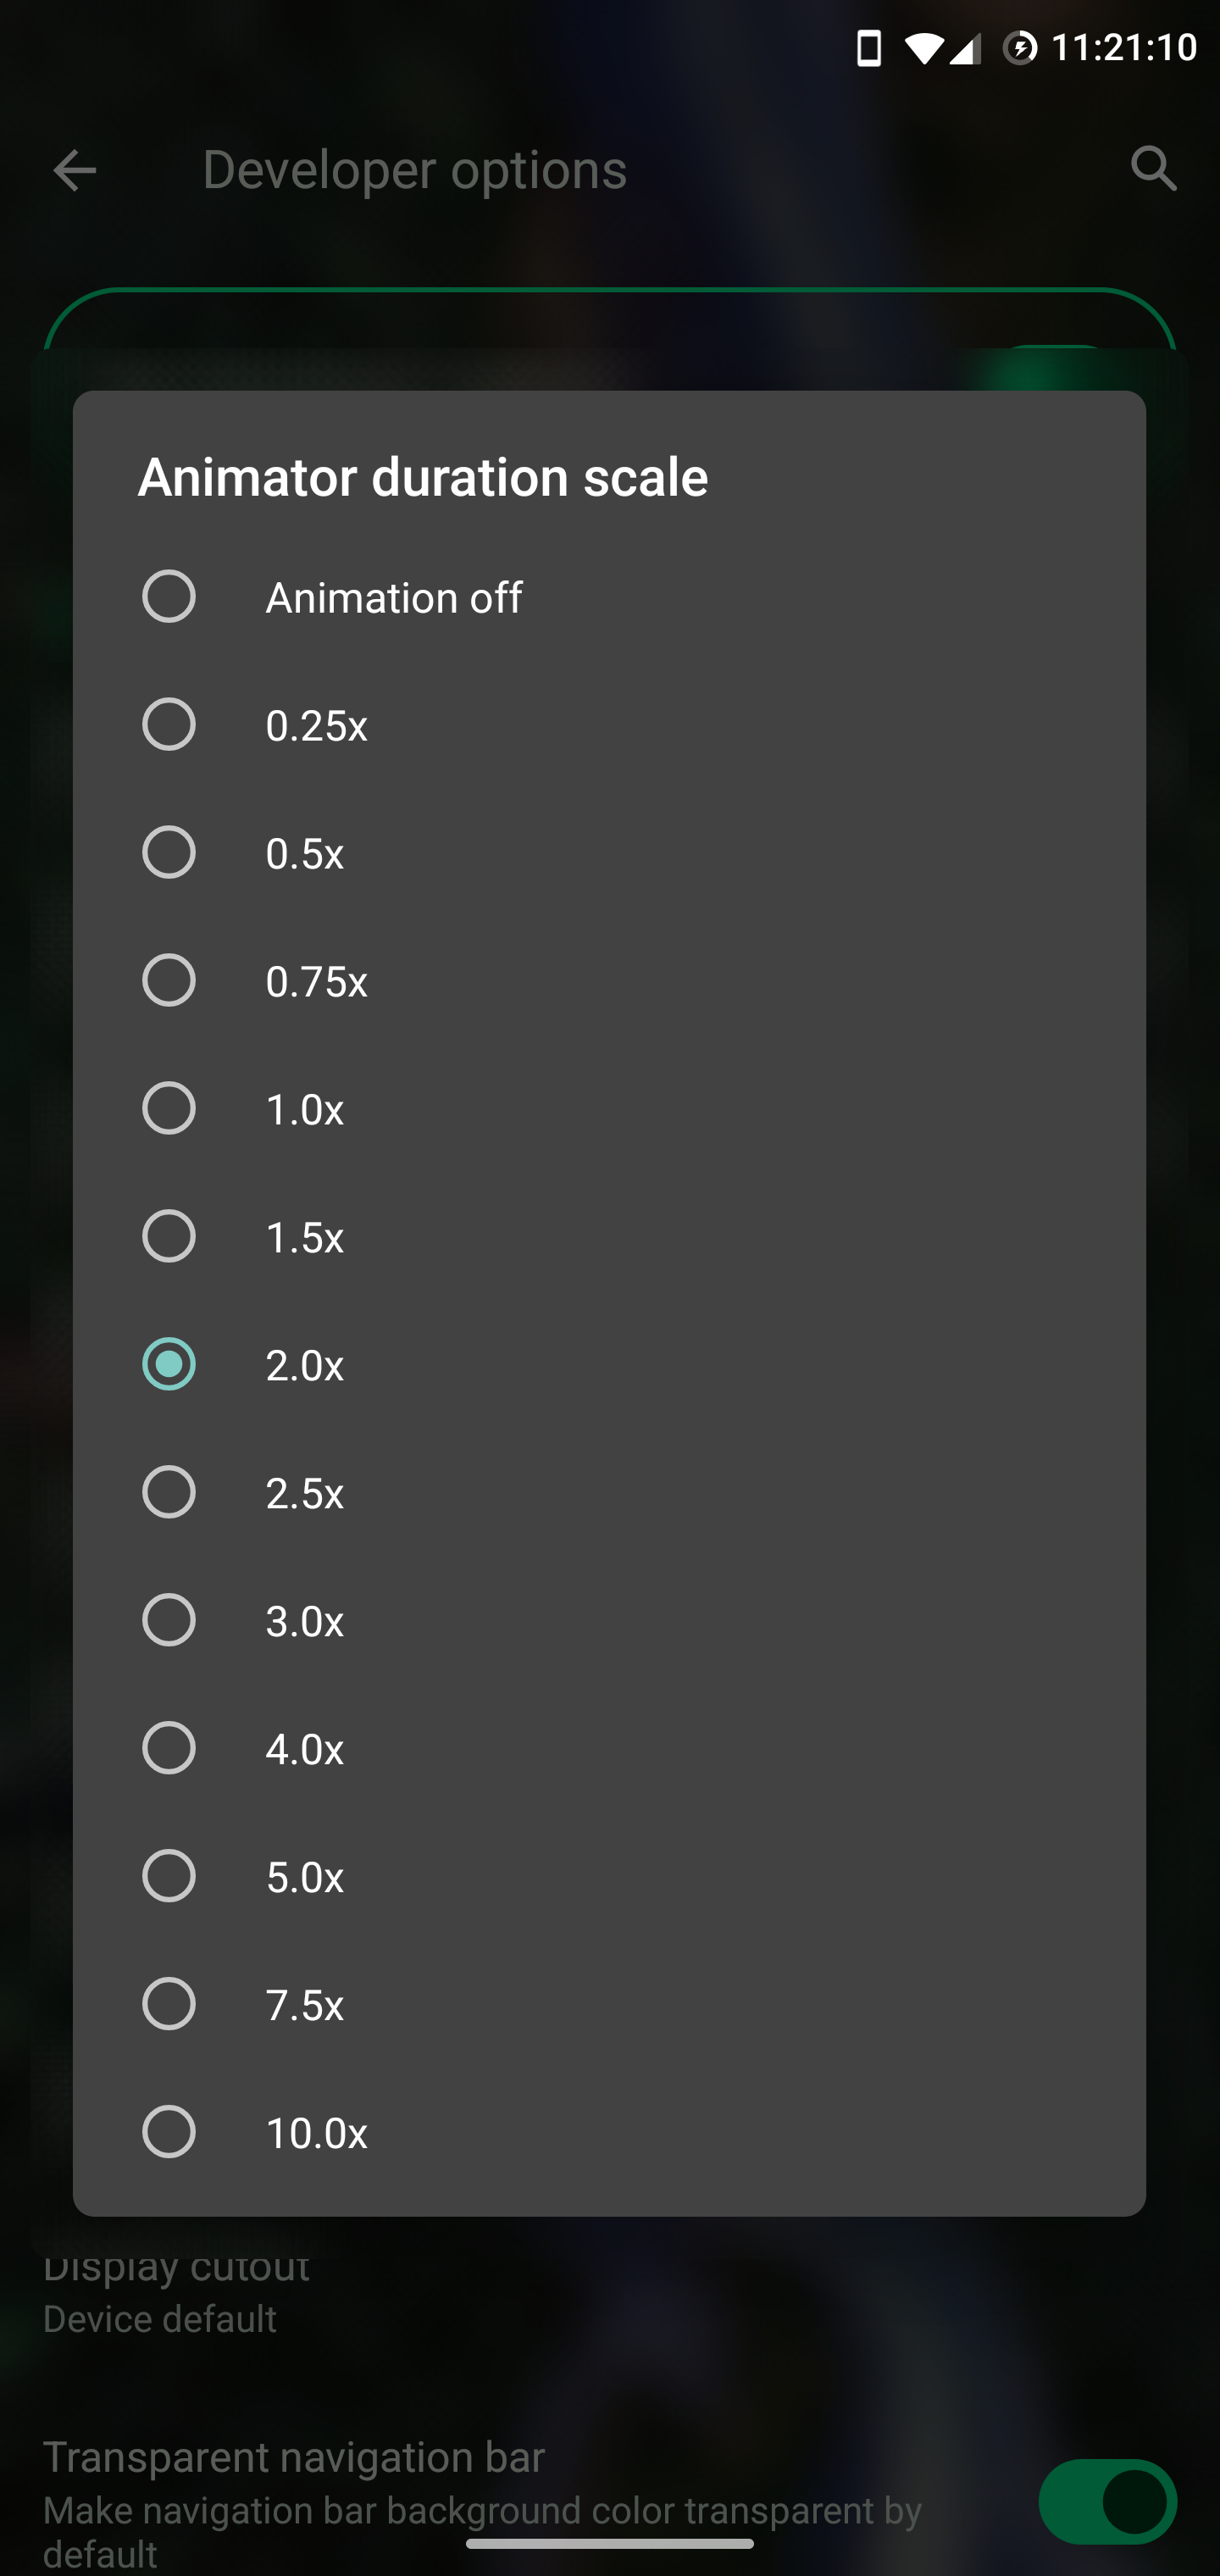 11:21:10
Developer options
Animator duration scale
Animation off
0.25x
0.5x
0.75x
1.0x
1.5x
2.0x
2.5x
3.0x
4.0x
5.0x
7.5x
10.0x
Display cutout
Device default
Transparent navigation bar
Make navigation bar background color transparent by
default